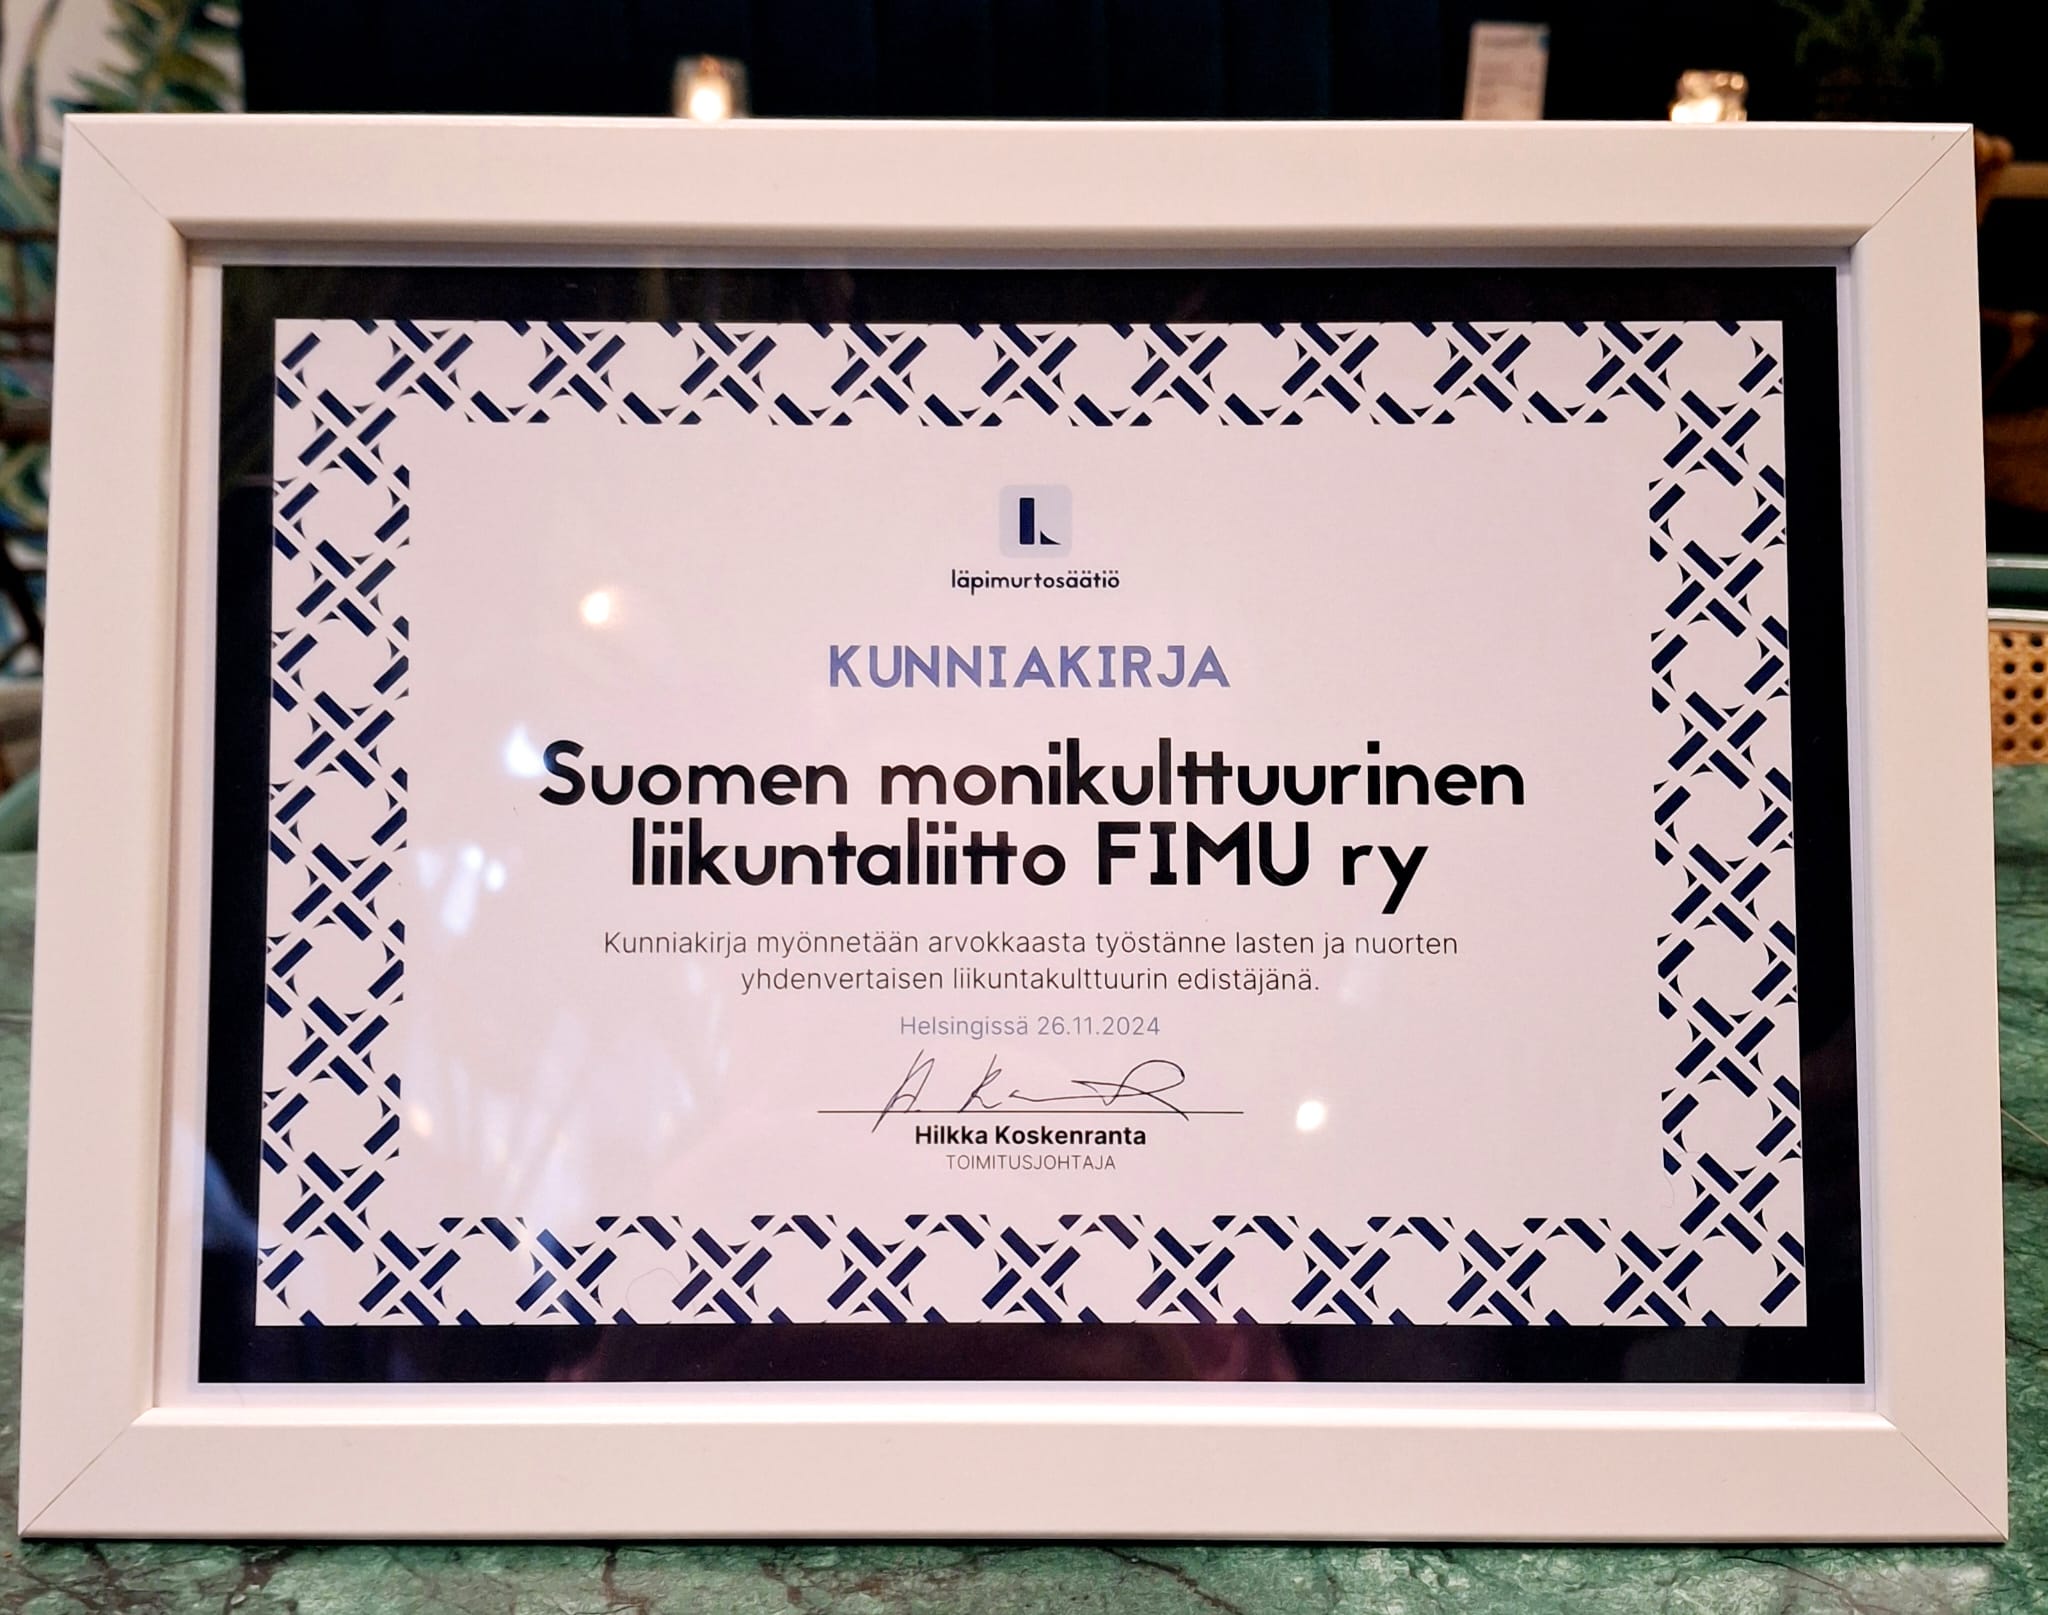 läpimurtosäätiö
KUNNIAKIRJA
Suomen monikulttuurinen
liikuntaliitto FIMU ry
Kunniakirja myönnetään arvokkaasta työstänne lasten ja nuorten
yhdenvertaisen liikuntakulttuurin edistäjänä.
Helsingissä 26.11.2024
Hilkka Koskenranta
TOIMITUSJOHTAJA